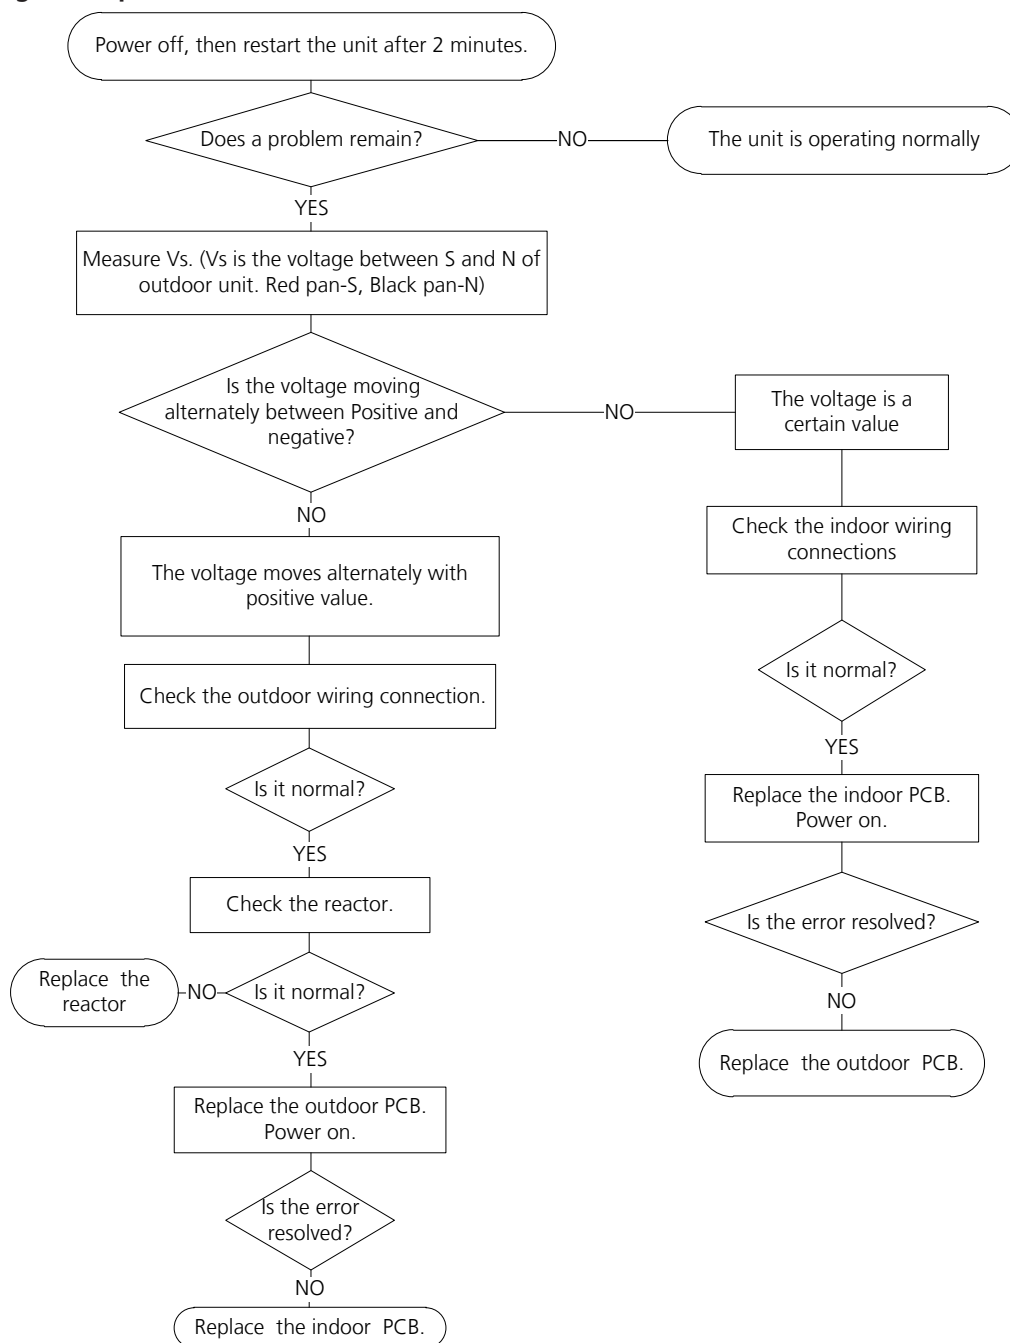 Power off, then restart the unit after 2 minutes.
Does a problem remain?
NO
The unit is operating normally
YES
Measure Vs. (Vs is the voltage between S and N of
outdoor unit. Red pan-S, Black pan-N)
Is the voltage moving
alternately between Positive and
negative?
NO
The voltage is a
certain value
NO
The voltage moves alternately with
positive value.
Check the outdoor wiring connection.
Is it normal?
YES
Check the reactor.
Is it normal?
NO
Replace the
reactor
YES
Replace the outdoor PCB.
Power on.
Is the error
resolved?
NO
Replace the indoor PCB.
Check the indoor wiring
connections
Is it normal?
YES
Replace the indoor PCB.
Power on.
Is the error resolved?
NO
Replace the outdoor PCB.